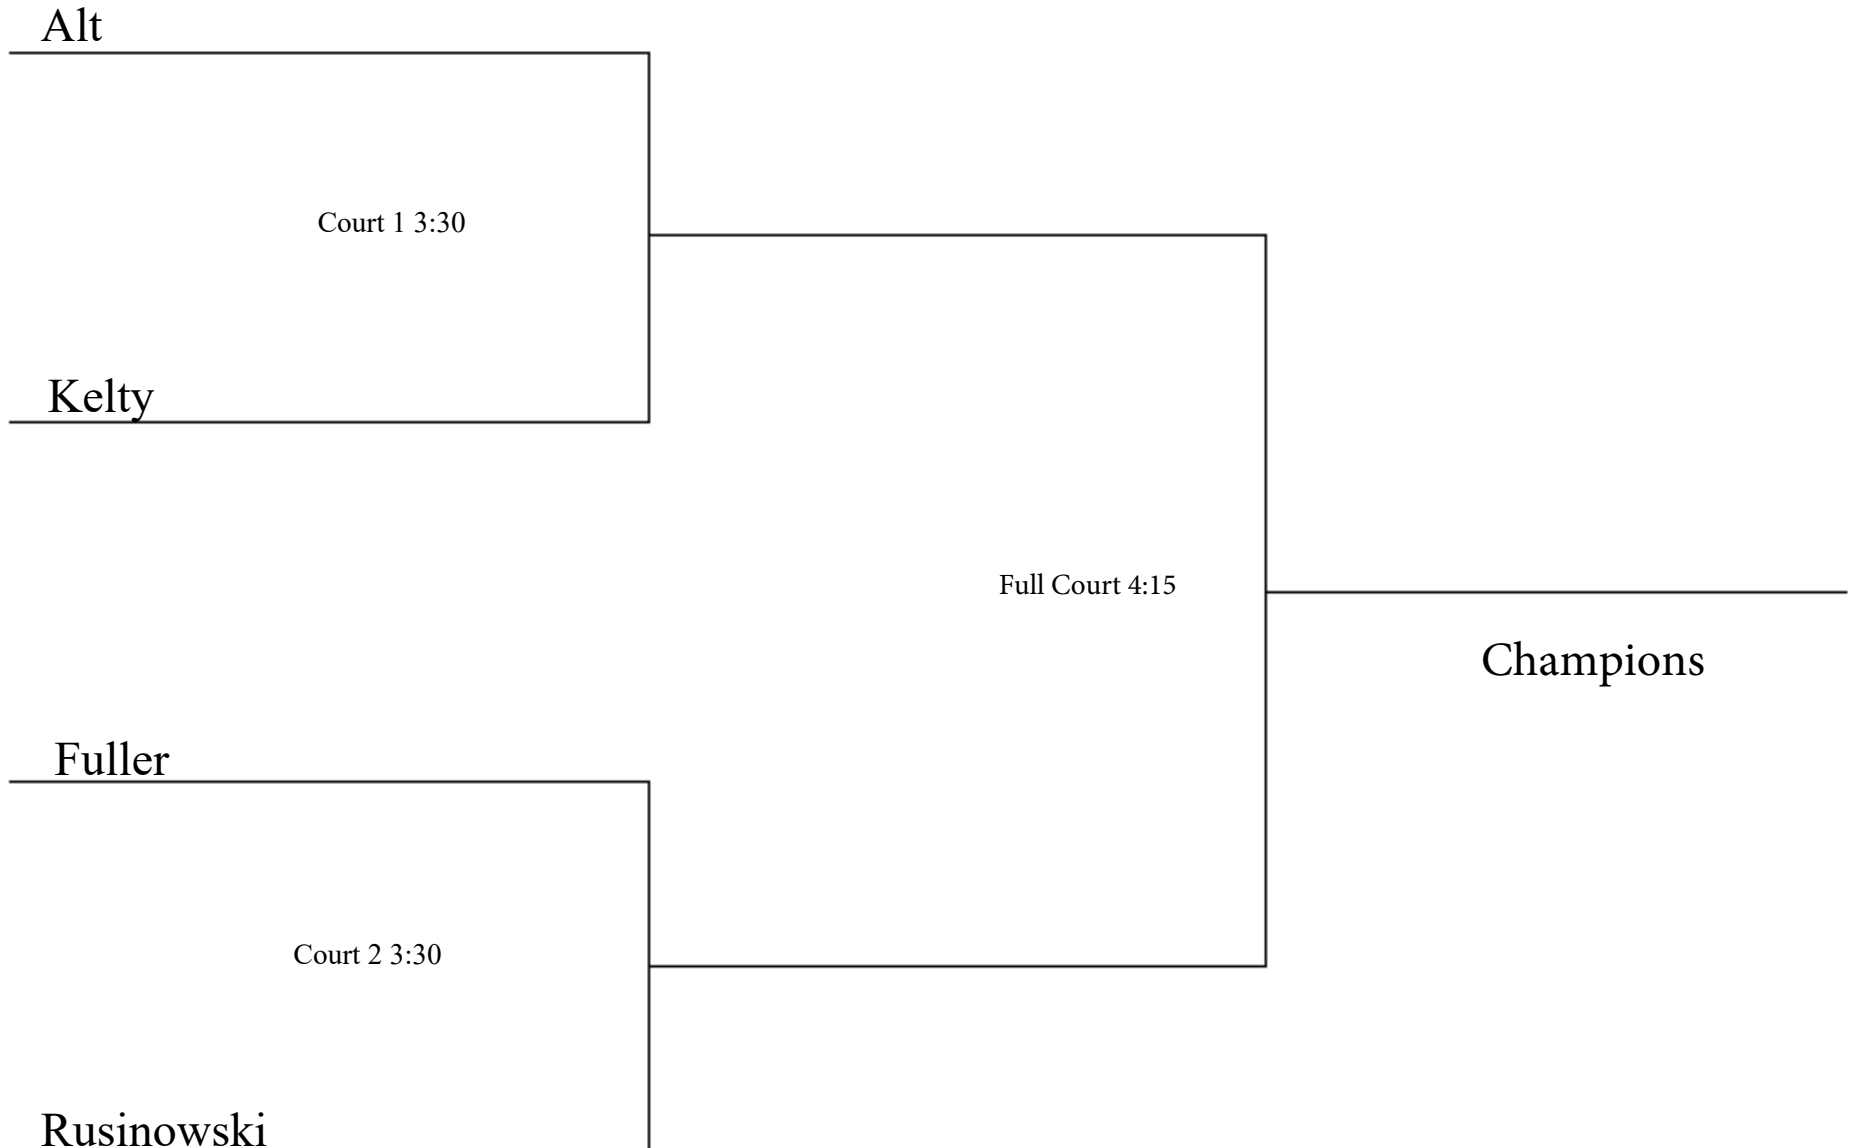 Alt
Court 1 3:30
Kelty
Full Court 4:15
Champions
Fuller
Court 2 3:30
Rusinowski